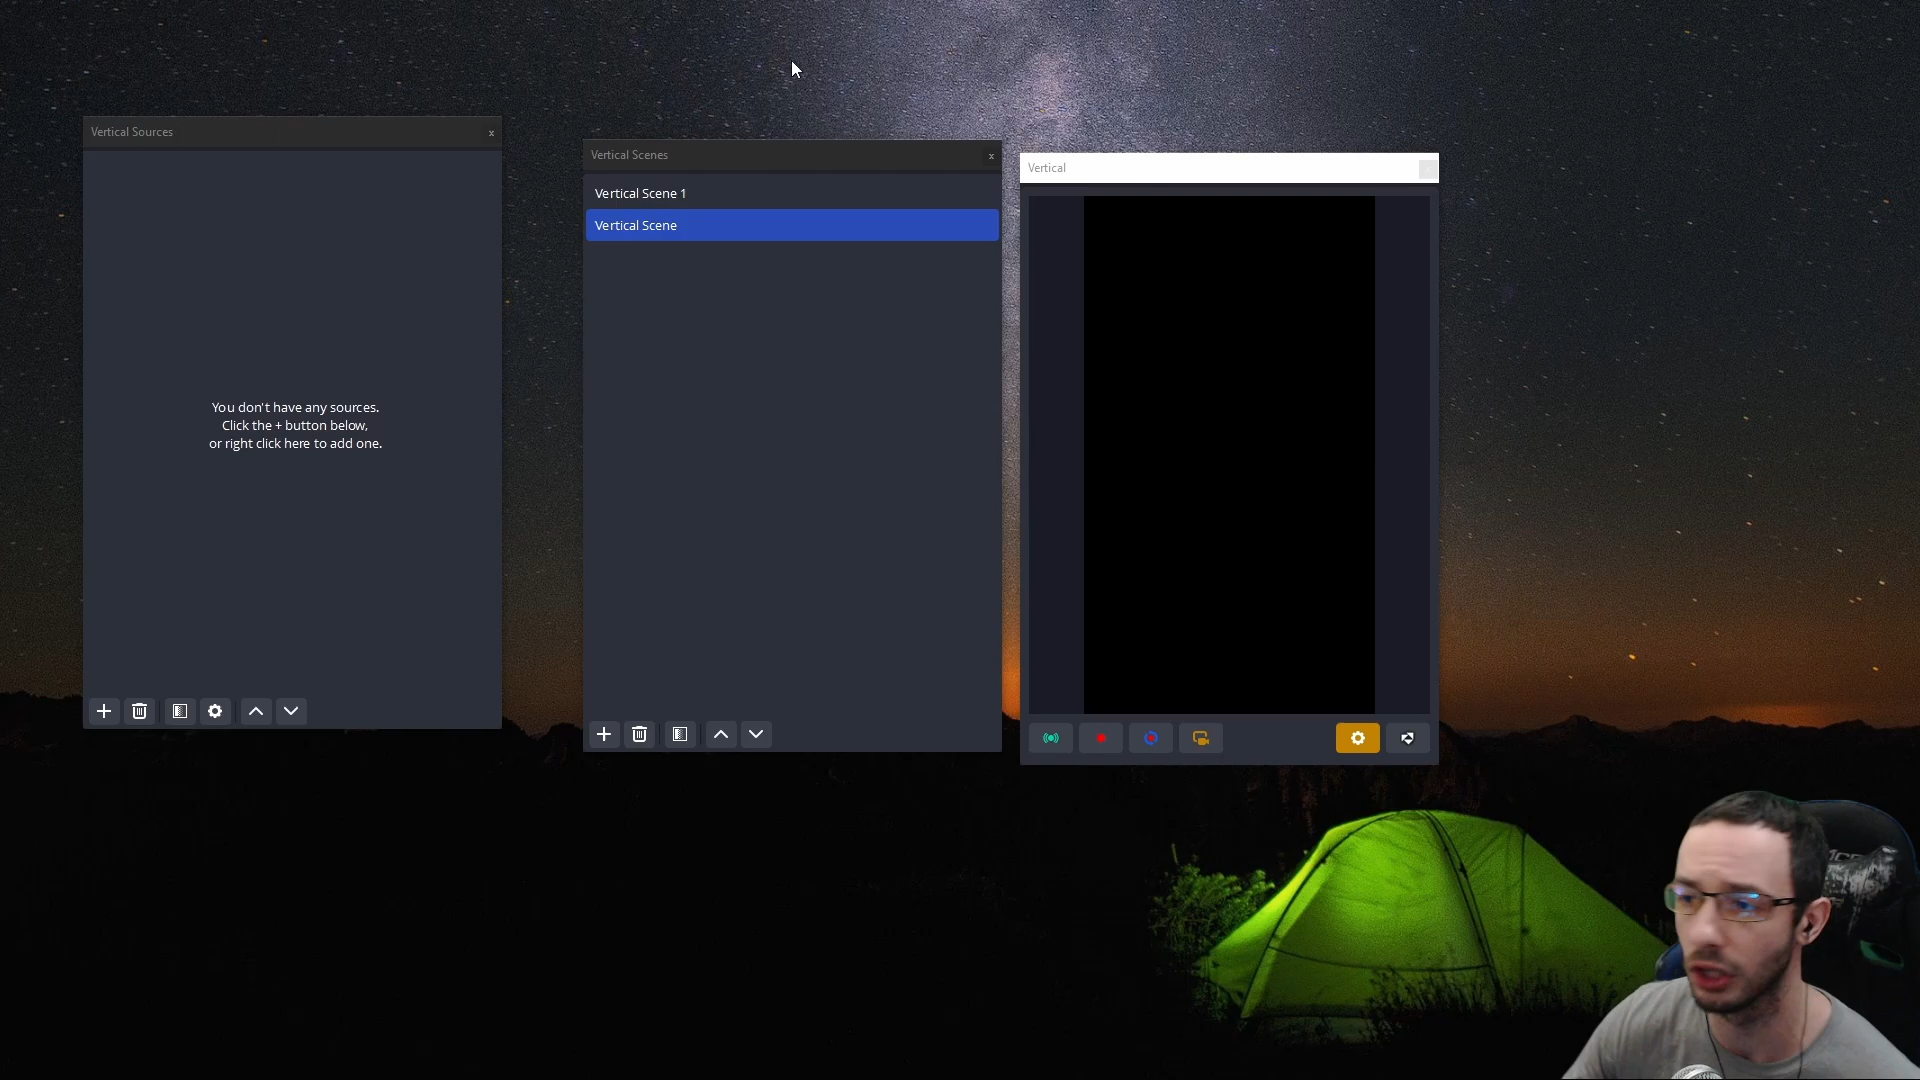 Vertical Sources
x
You don't have any sources.
Click the + button below,
or right click here to add one.
Vertical Scenes
x
Vertical Scene 1
Vertical Scene
Vertical